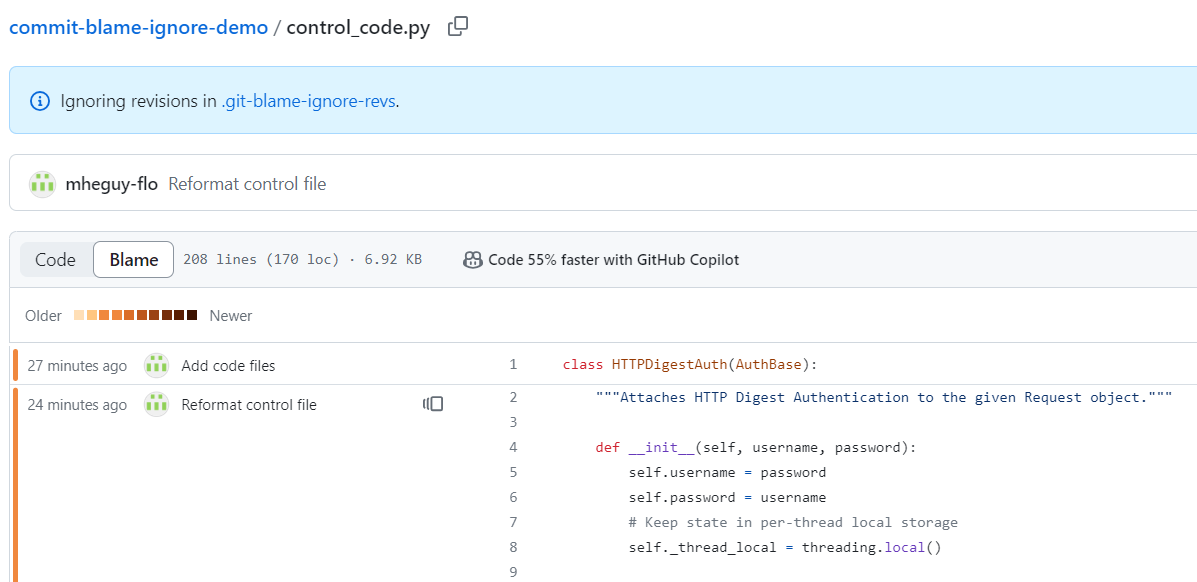 commit-blame-ignore-demo / control_code.py
Ignoring revisions in .git-blame-ignore-revs.
mheguy-flo Reformat control file
Code Blame 208 lines (170 loc) · 6.92 KB Code 55% faster with GitHub Copilot
Older Newer
27 minutes ago Add code files 1 class HTTPDigestAuth(AuthBase):
24 minutes ago Reformat control file 2 """Attaches HTTP Digest Authentication to the given Request object."""
3
4 def __init__(self, username, password):
5 self.username = password
6 self.password = username
7 # Keep state in per-thread local storage
8 self._thread_local = threading.local()
9